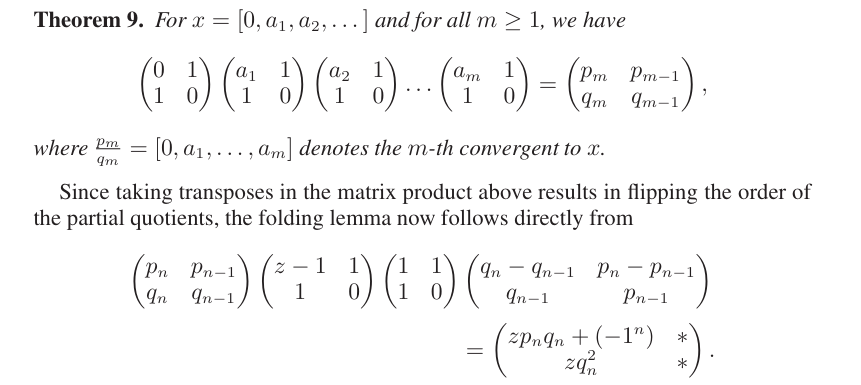 Theorem 9. For x = [0, a₁, a₂, . . . ] and for all m ≥ 1, we have
\begin{pmatrix} 0 & 1 \\ 1 & 0 \end{pmatrix} \begin{pmatrix} a_1 & 1 \\ 1 & 0 \end{pmatrix} \begin{pmatrix} a_2 & 1 \\ 1 & 0 \end{pmatrix} \cdots \begin{pmatrix} a_m & 1 \\ 1 & 0 \end{pmatrix} = \begin{pmatrix} p_m & p_{m-1} \\ q_m & q_{m-1} \end{pmatrix},
where \frac{p_m}{q_m} = [0, a₁, . . . , aₘ] denotes the m-th convergent to x.
Since taking transposes in the matrix product above results in flipping the order of
the partial quotients, the folding lemma now follows directly from
\begin{pmatrix} p_n & p_{n-1} \\ q_n & q_{n-1} \end{pmatrix} \begin{pmatrix} z-1 & 1 \\ 1 & 0 \end{pmatrix} \begin{pmatrix} 1 & 1 \\ 1 & 0 \end{pmatrix} \begin{pmatrix} q_n - q_{n-1} & p_n - p_{n-1} \\ q_{n-1} & p_{n-1} \end{pmatrix}
= \begin{pmatrix} zp_nq_n + (-1^n) & * \\ zq_n^2 & * \end{pmatrix}.